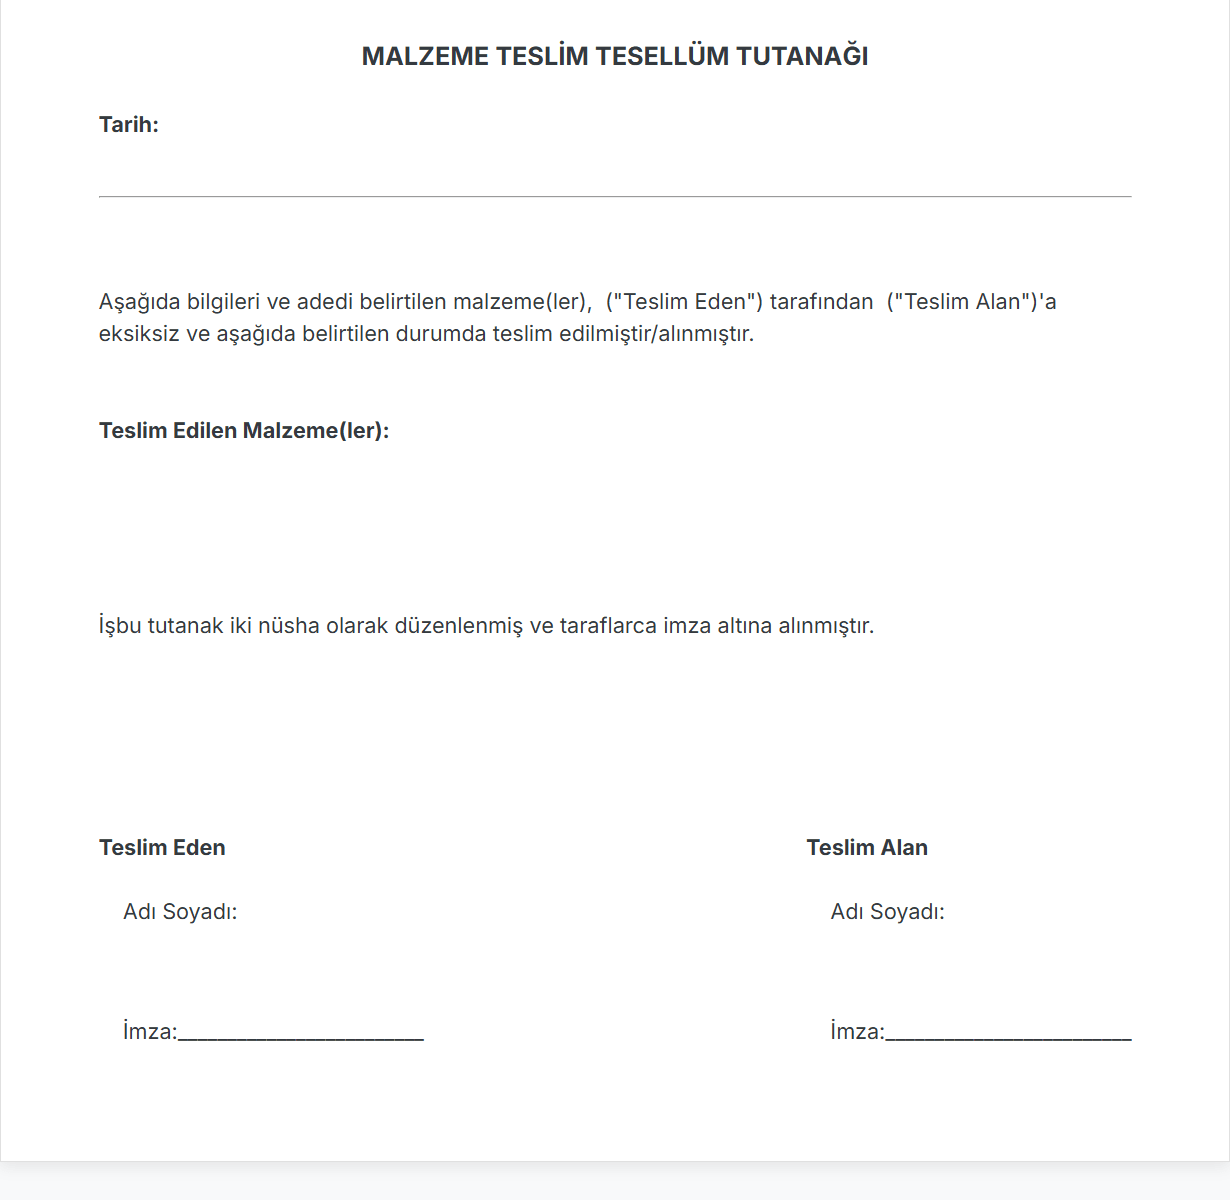 MALZEME TESLİM TESELLÜM TUTANAĞI
Tarih:
Aşağıda bilgileri ve adedi belirtilen malzeme(ler),  ("Teslim Eden") tarafından  ("Teslim Alan")'a
eksiksiz ve aşağıda belirtilen durumda teslim edilmiştir/alınmıştır.
Teslim Edilen Malzeme(ler):
İşbu tutanak iki nüsha olarak düzenlenmiş ve taraflarca imza altına alınmıştır.
Teslim Eden
Adı Soyadı:
İmza:_________________________
Teslim Alan
Adı Soyadı:
İmza:_________________________